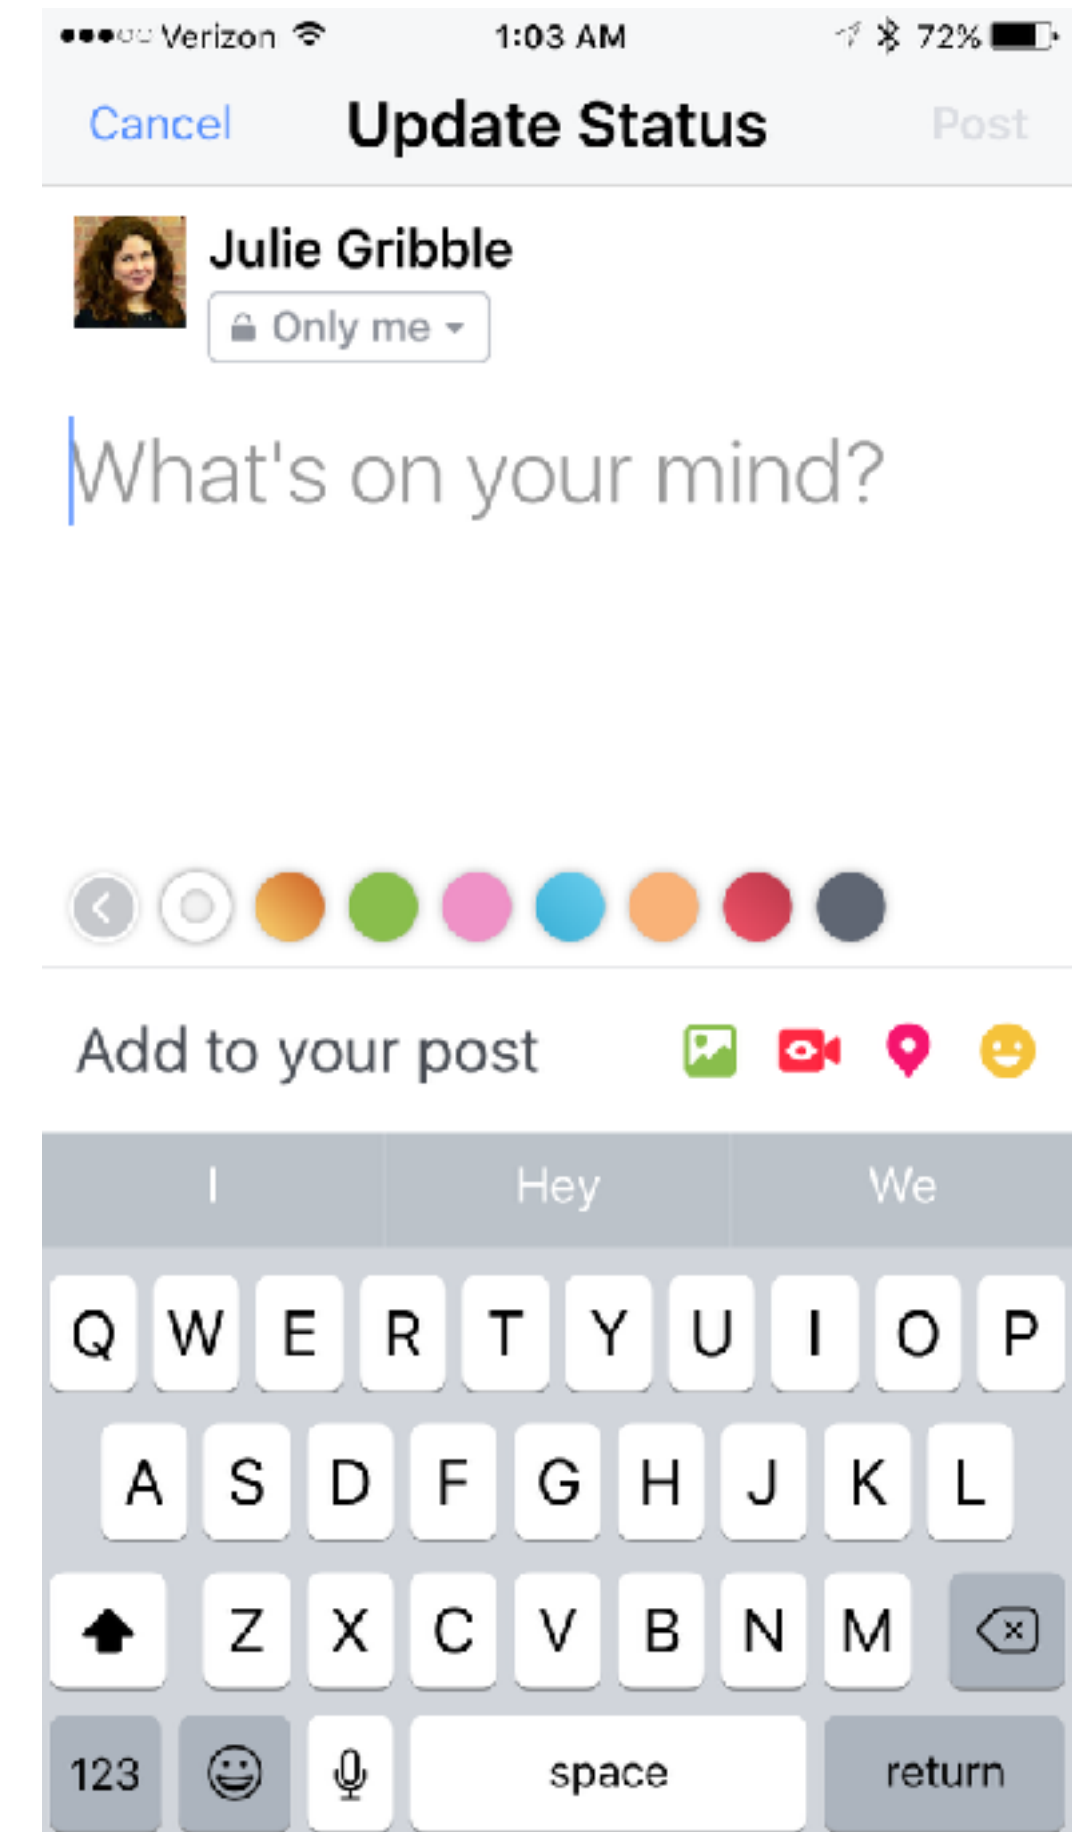 Verizon 1:03 AM 72%
Cancel Update Status Post
Julie Gribble
Only me
What's on your mind?
Add to your post
I Hey We
Q W E R T Y U I O P
A S D F G H J K L
Z X C V B N M
123 space return